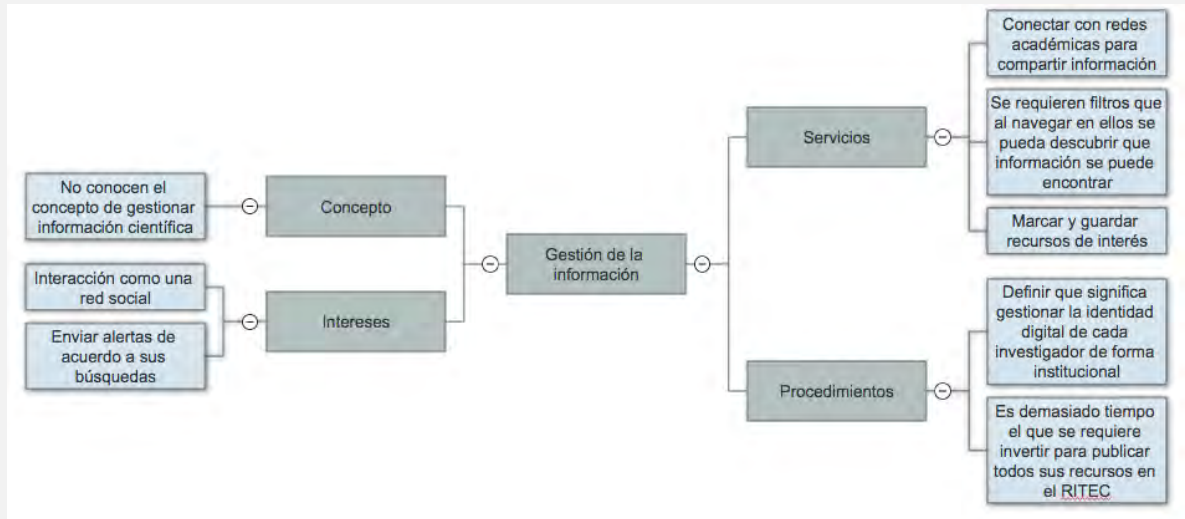 No conocen el
concepto de gestionar
información científica
Interacción como una
red social
Enviar alertas de
acuerdo a sus
búsquedas
Concepto
Intereses
Gestión de la
información
Servicios
Procedimientos
Conectar con redes
académicas para
compartir información
Se requieren filtros que
al navegar en ellos se
pueda descubrir que
información se puede
encontrar
Marcar y guardar
recursos de interés
Definir que significa
gestionar la identidad
digital de cada
investigador de forma
institucional
Es demasiado tiempo
el que se requiere
invertir para publicar
todos sus recursos en
el RITEC